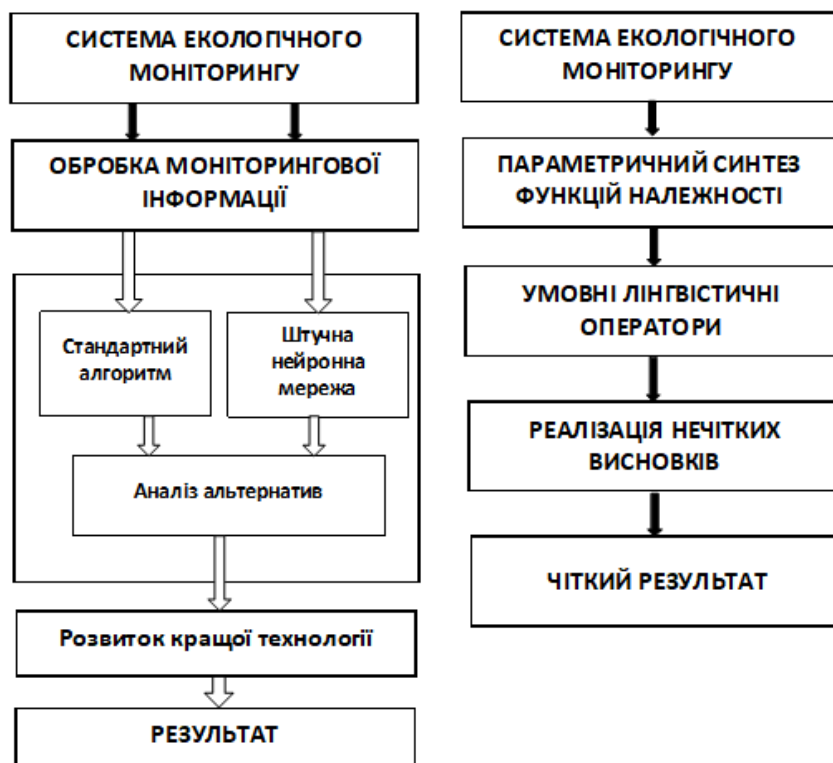 СИСТЕМА ЕКОЛОГІЧНОГО
МОНІТОРИНГУ
ОБРОБКА МОНІТОРИНГОВОЇ
ІНФОРМАЦІЇ
Стандартний
алгоритм
Штучна
нейронна
мережа
Аналіз альтернатив
Розвиток кращої технології
РЕЗУЛЬТАТ
СИСТЕМА ЕКОЛОГІЧНОГО
МОНІТОРИНГУ
ПАРАМЕТРИЧНИЙ СИНТЕЗ
ФУНКЦІЙ НАЛЕЖНОСТІ
УМОВНІ ЛІНГВІСТИЧНІ
ОПЕРАТОРИ
РЕАЛІЗАЦІЯ НЕЧІТКИХ
ВИСНОВКІВ
ЧІТКИЙ РЕЗУЛЬТАТ